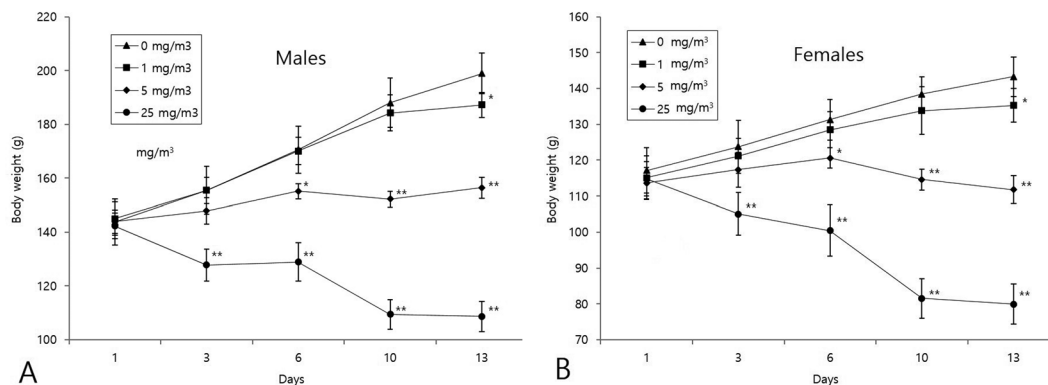 220
200
180
160
140
120
100
Body weight (g)
0 mg/m3
1 mg/m3
5 mg/m3
25 mg/m3
mg/m³
Males
*
*
**
**
**
**
**
**
1
3
6
10
13
Days
A
160
150
140
130
120
110
100
90
80
70
Body weight (g)
0 mg/m³
1 mg/m³
5 mg/m³
25 mg/m³
Females
*
*
**
**
**
**
**
**
1
3
6
10
13
Days
B